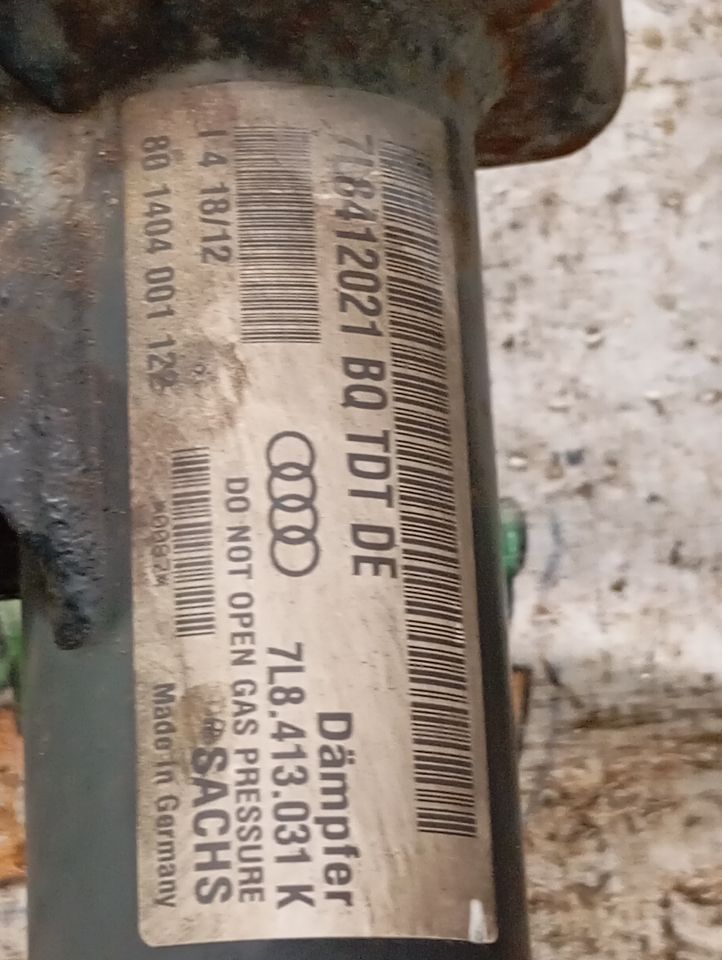 7L8412021 BQ TDT DE
Dämpfer
7L8.413.031 K
DO NOT OPEN GAS PRESSURE
I 4 18/12
SACHS
80 1404 001
Made in Germany